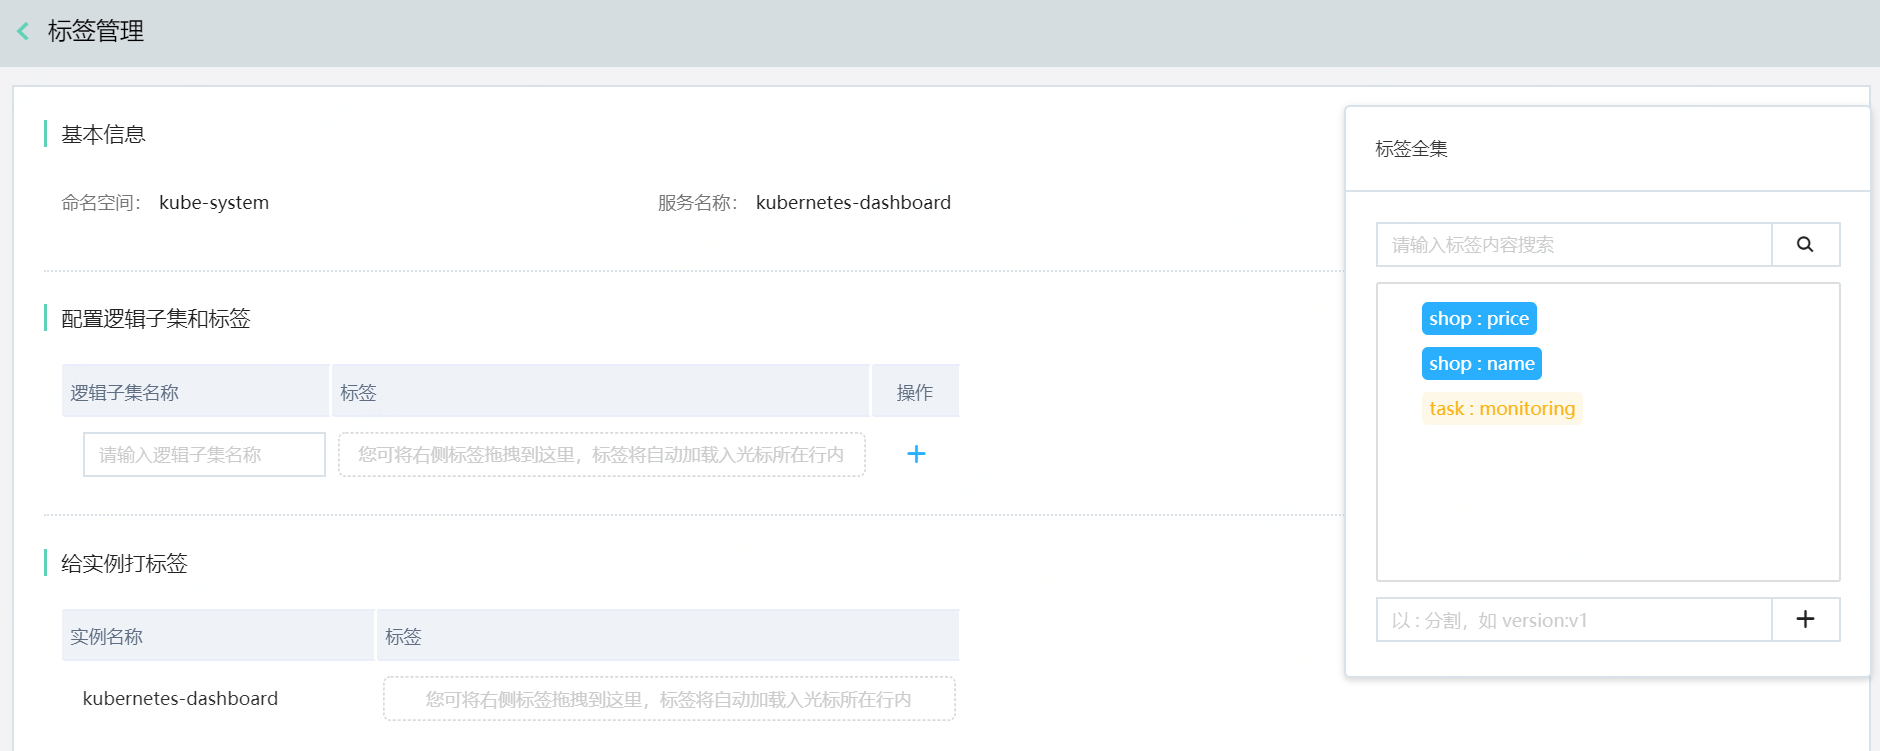 标签管理
基本信息
命名空间： kube-system
服务名称： kubernetes-dashboard
配置逻辑子集和标签
逻辑子集名称 标签 操作
请输入逻辑子集名称 您可将右侧标签拖拽到这里，标签将自动加载入光标所在行内
给实例打标签
实例名称 标签
kubernetes-dashboard 您可将右侧标签拖拽到这里，标签将自动加载入光标所在行内
标签全集
请输入标签内容搜索
shop : price
shop : name
task : monitoring
以 : 分割，如 version:v1